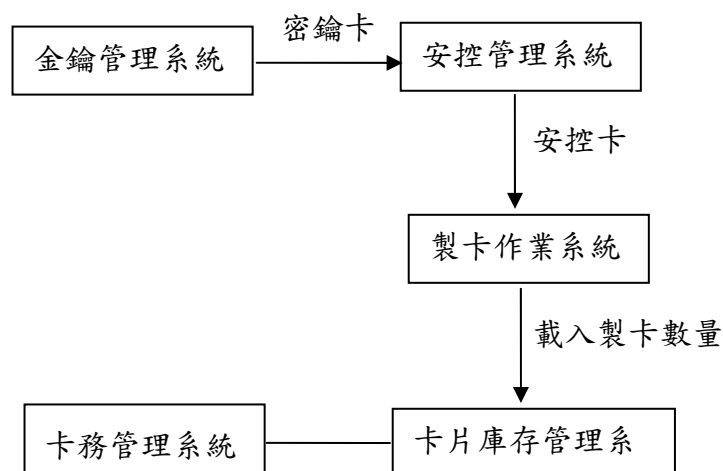 密鑰卡
金鑰管理系統
安控管理系統
安控卡
製卡作業系統
載入製卡數量
卡務管理系統
卡片庫存管理系